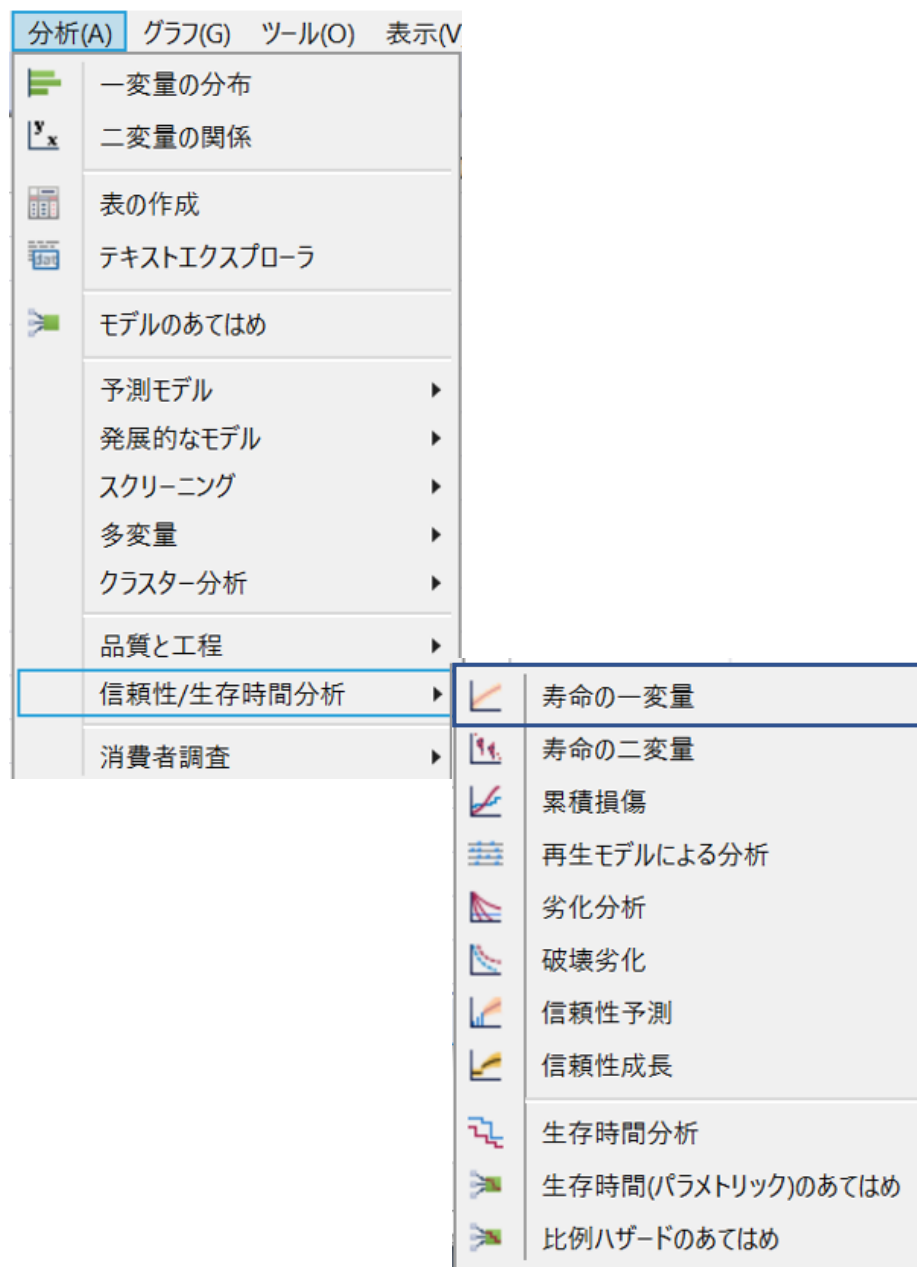 分析(A) グラフ(G) ツール(O) 表示(V
一変量の分布
二変量の関係
表の作成
テキストエクスプローラ
モデルのあてはめ
予測モデル
発展的なモデル
スクリーニング
多変量
クラスター分析
品質と工程
信頼性/生存時間分析
消費者調査
寿命の一変量
寿命の二変量
累積損傷
再生モデルによる分析
劣化分析
破壊劣化
信頼性予測
信頼性成長
生存時間分析
生存時間(パラメトリック)のあてはめ
比例ハザードのあてはめ